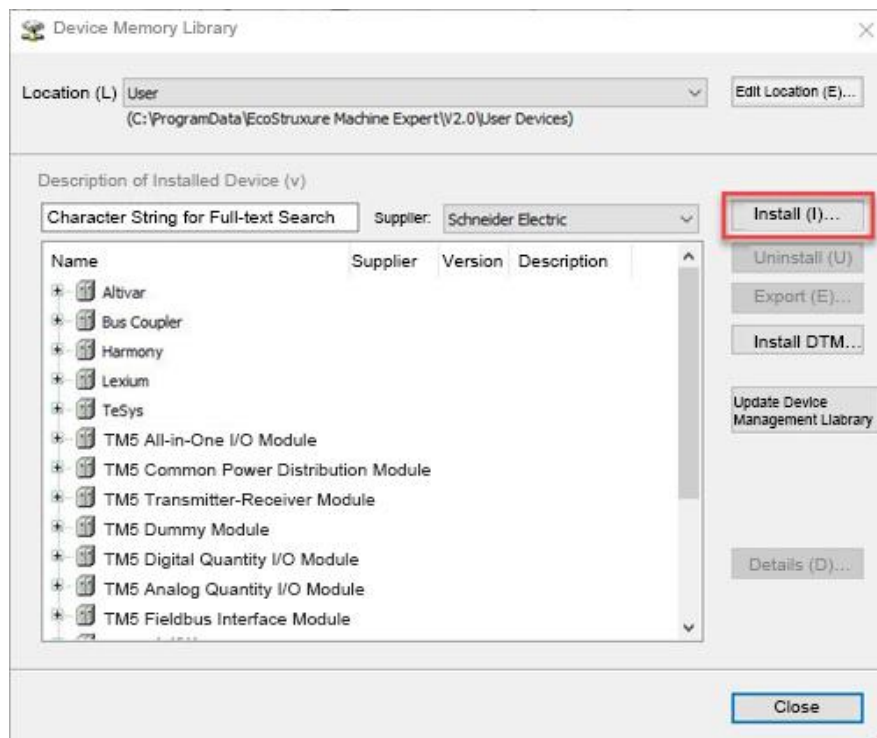 Device Memory Library
Location (L) User Edit Location (E)...
(C:\ProgramData\EcoStruxure Machine Expert\V2.0\User Devices)
Description of Installed Device (v)
Character String for Full-text Search Supplier: Schneider Electric Install (I)...
Name Supplier Version Description Uninstall (U)
Altivar Export (E)...
Bus Coupler
Harmony Install DTM...
Lexium
TeSys Update Device
Management Llabrary
TM5 All-in-One I/O Module
TM5 Common Power Distribution Module
TM5 Transmitter-Receiver Module
TM5 Dummy Module
TM5 Digital Quantity I/O Module Details (D)...
TM5 Analog Quantity I/O Module
TM5 Fieldbus Interface Module
Close